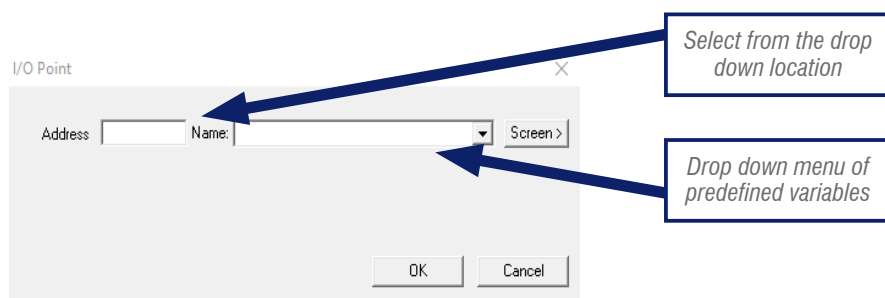 Select from the drop
down location
I/O Point
Address
Name:
Screen >
Drop down menu of
predefined variables
OK
Cancel